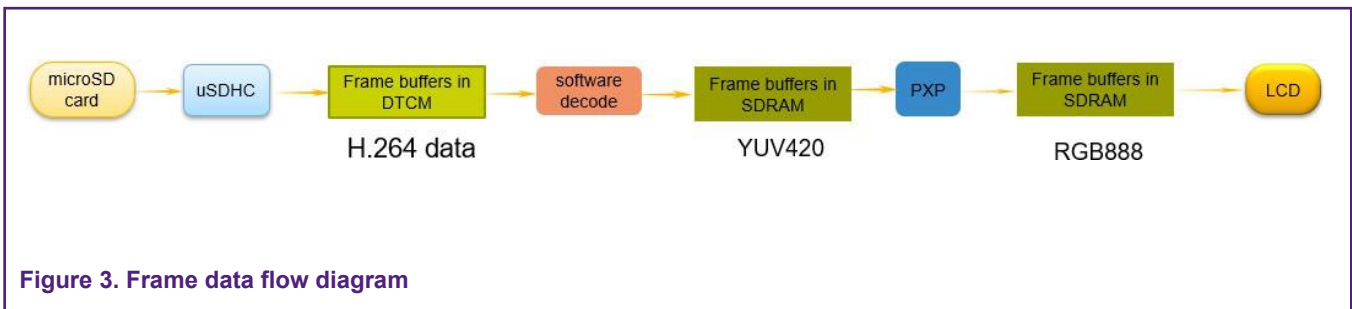 microSD
card
uSDHC
Frame buffers in
DTCM
software
decode
Frame buffers in
SDRAM
PXP
Frame buffers in
SDRAM
LCD
H.264 data
YUV420
RGB888
Figure 3. Frame data flow diagram